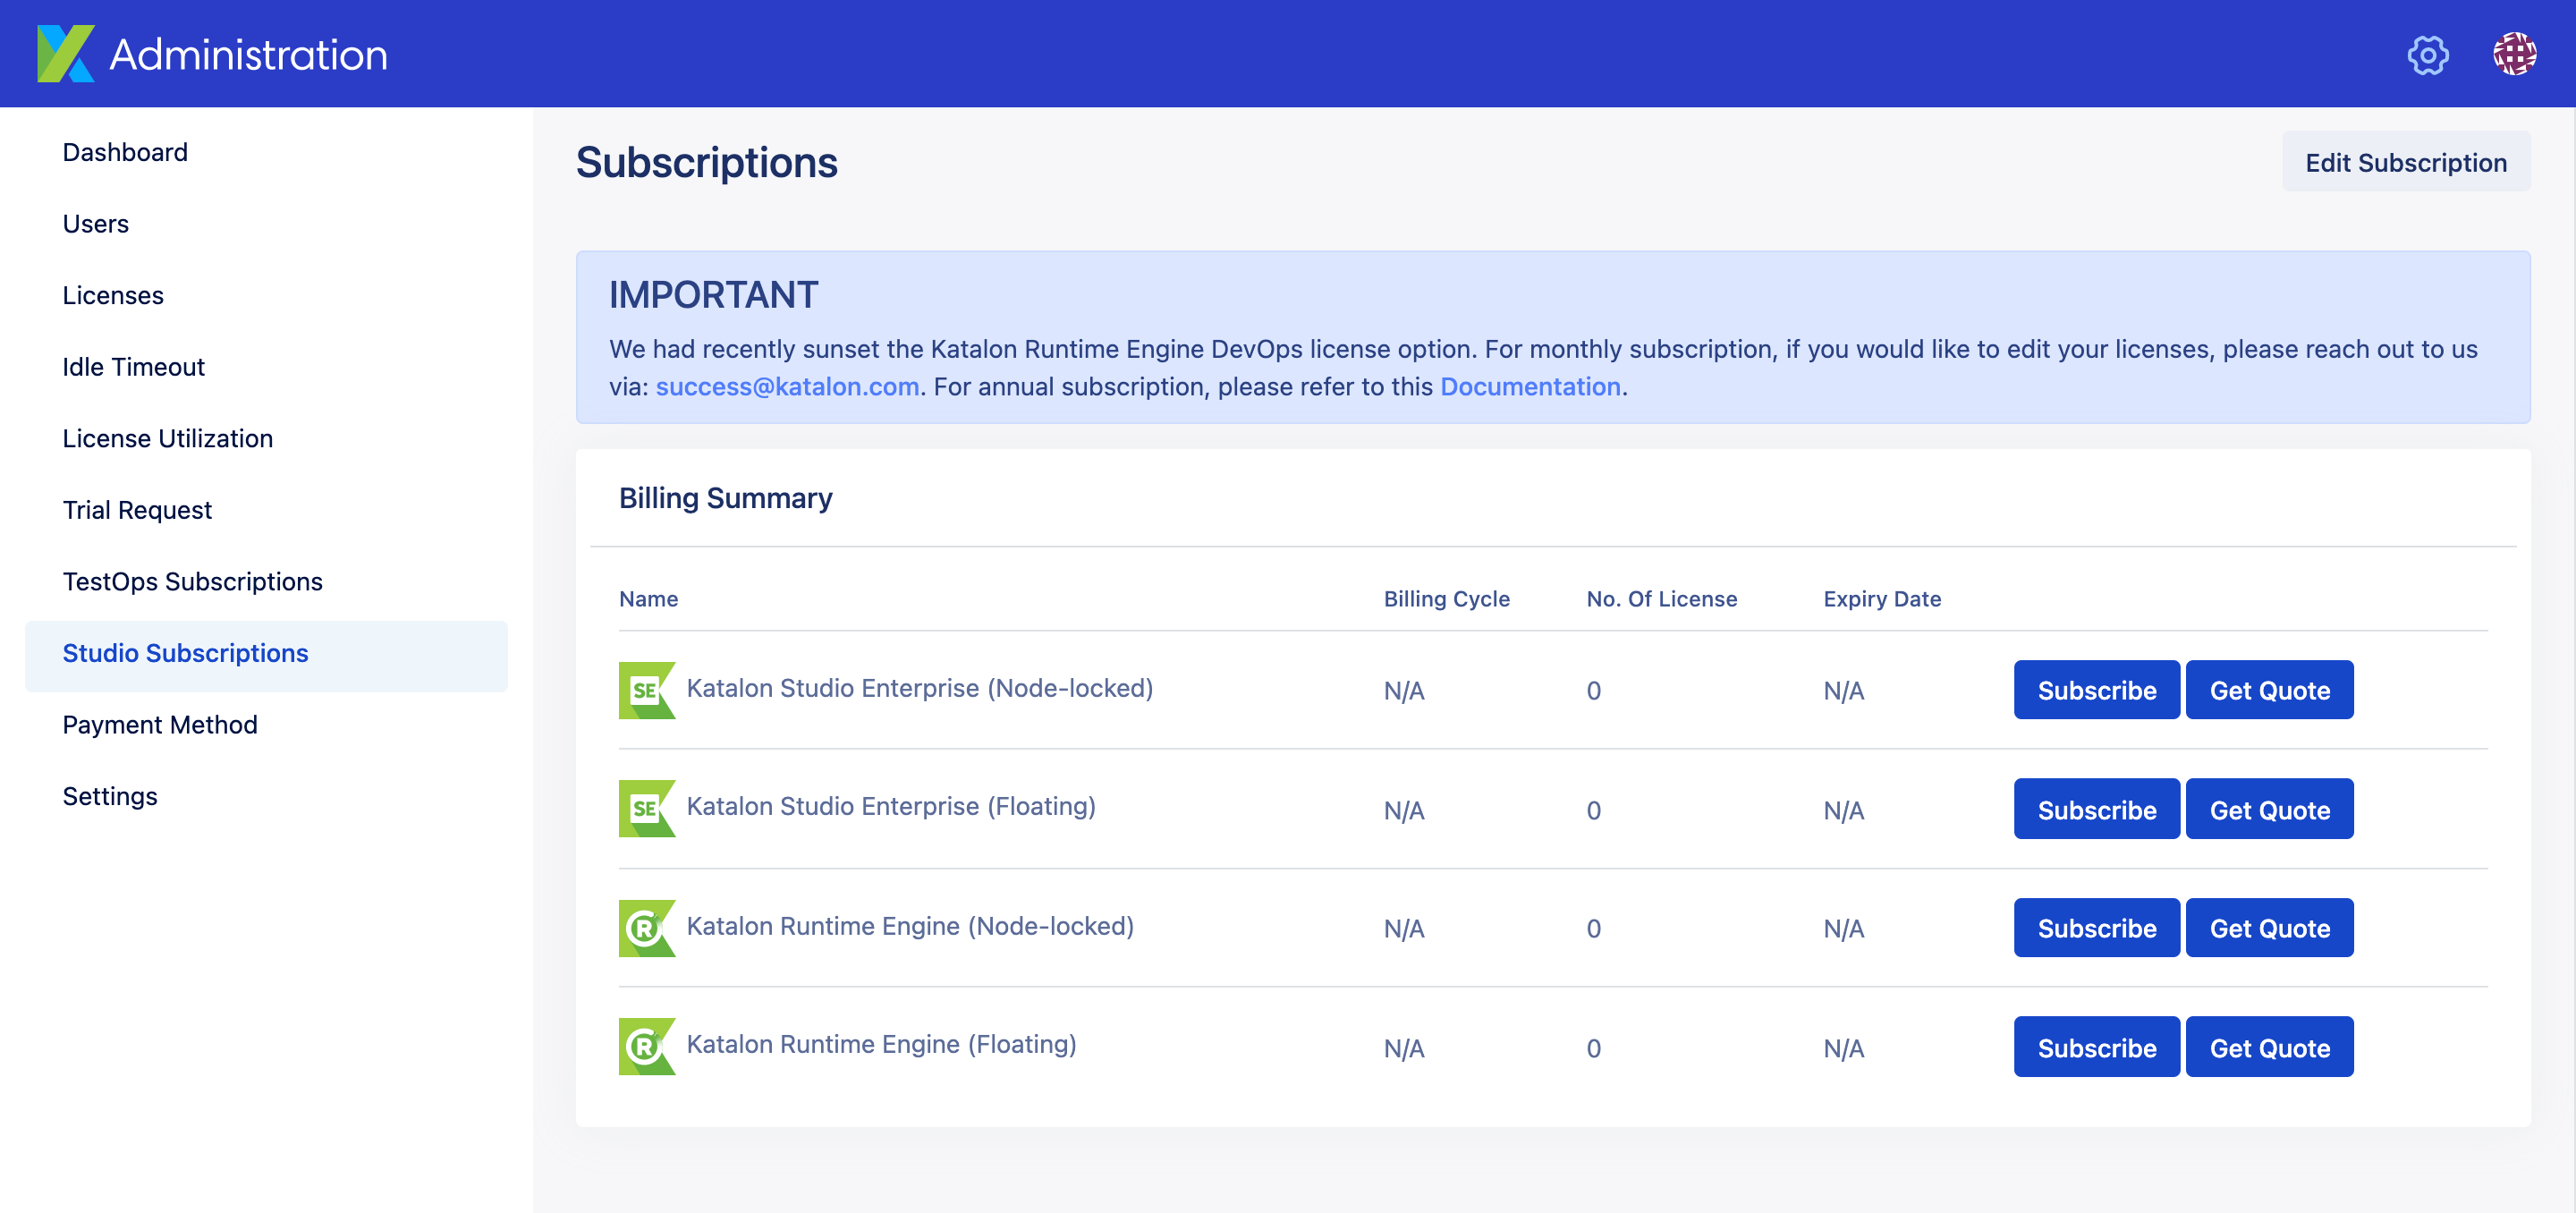 Administration
Dashboard
Users
Licenses
Idle Timeout
License Utilization
Trial Request
TestOps Subscriptions
Studio Subscriptions
Payment Method
Settings
Subscriptions
Edit Subscription
IMPORTANT
We had recently sunset the Katalon Runtime Engine DevOps license option. For monthly subscription, if you would like to edit your licenses, please reach out to us
via: success@katalon.com. For annual subscription, please refer to this Documentation.
Billing Summary
Name Billing Cycle No. Of License Expiry Date
SE Katalon Studio Enterprise (Node-locked) N/A 0 N/A Subscribe Get Quote
SE Katalon Studio Enterprise (Floating) N/A 0 N/A Subscribe Get Quote
R Katalon Runtime Engine (Node-locked) N/A 0 N/A Subscribe Get Quote
R Katalon Runtime Engine (Floating) N/A 0 N/A Subscribe Get Quote